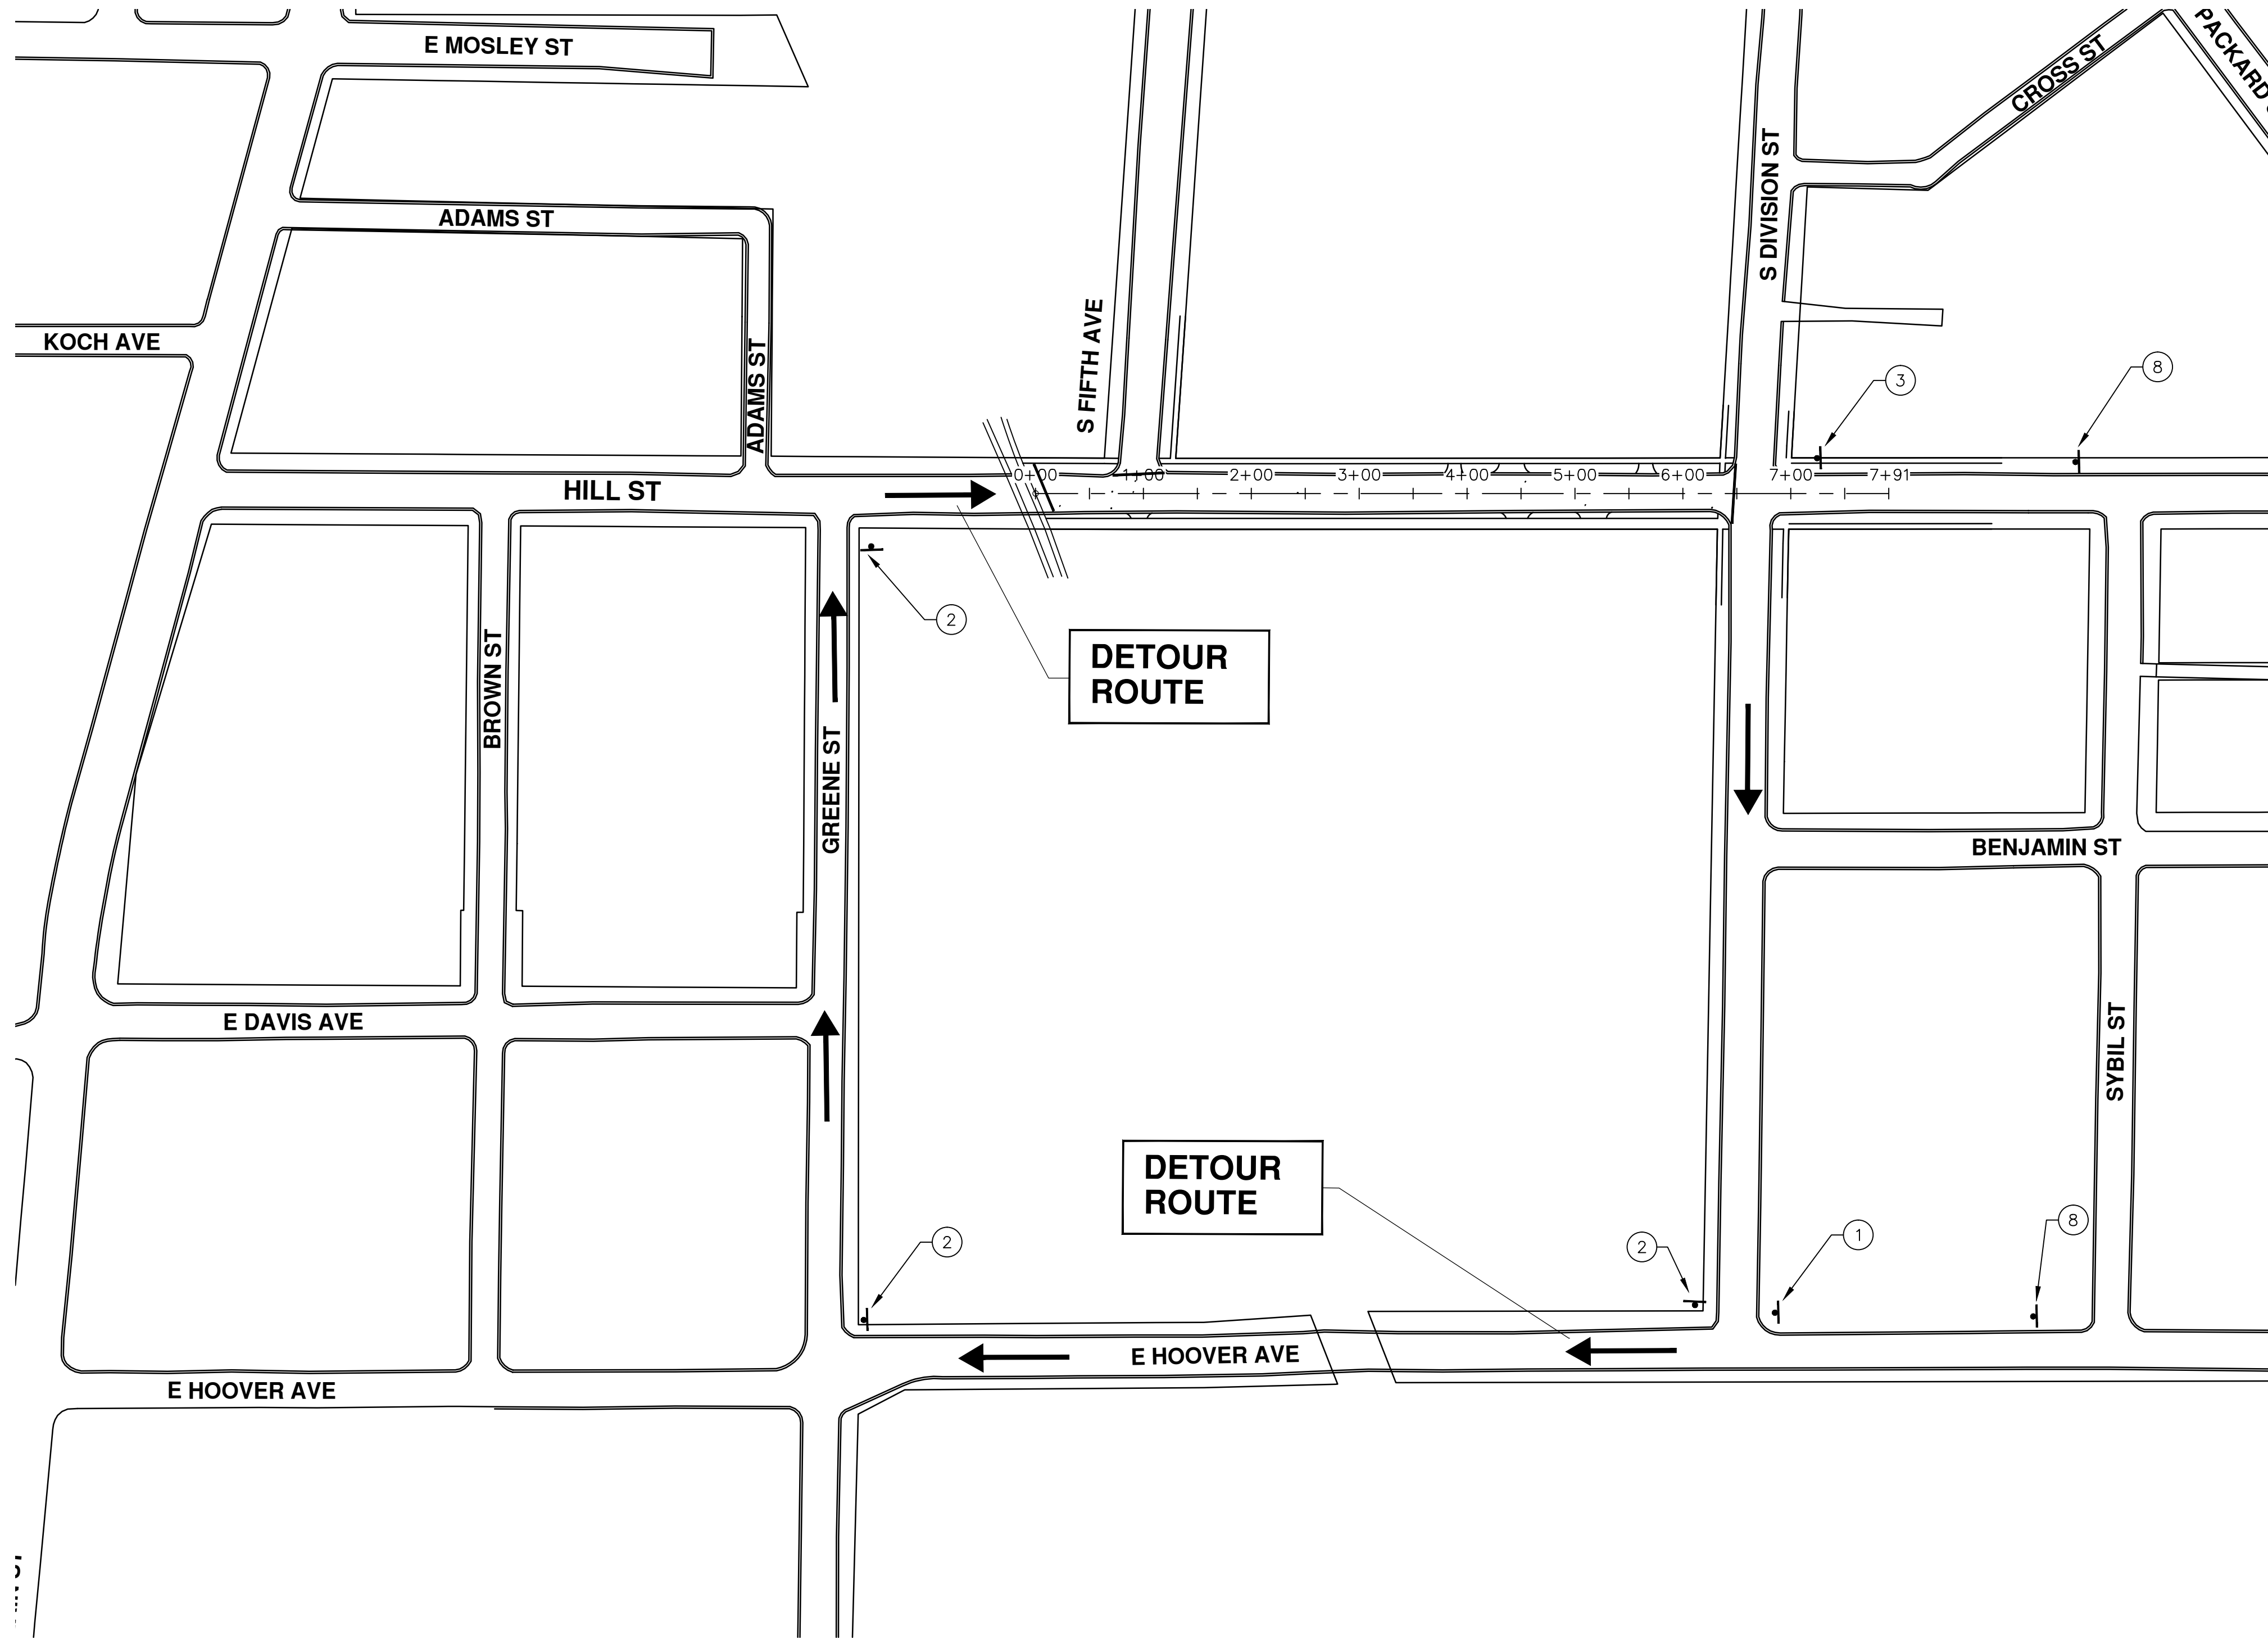 E MOSLEY ST
CROSS ST
PACKARD
ADAMS ST
S DIVISION ST
KOCH AVE
ADAMS ST
S FIFTH AVE
3
8
HILL ST
0+00 1+00 2+00 3+00 4+00 5+00 6+00 7+00 7+91
2
DETOUR
ROUTE
BROWN ST
GREENE ST
BENJAMIN ST
E DAVIS AVE
SYBIL ST
DETOUR
ROUTE
2
2
1
8
E HOOVER AVE
E HOOVER AVE